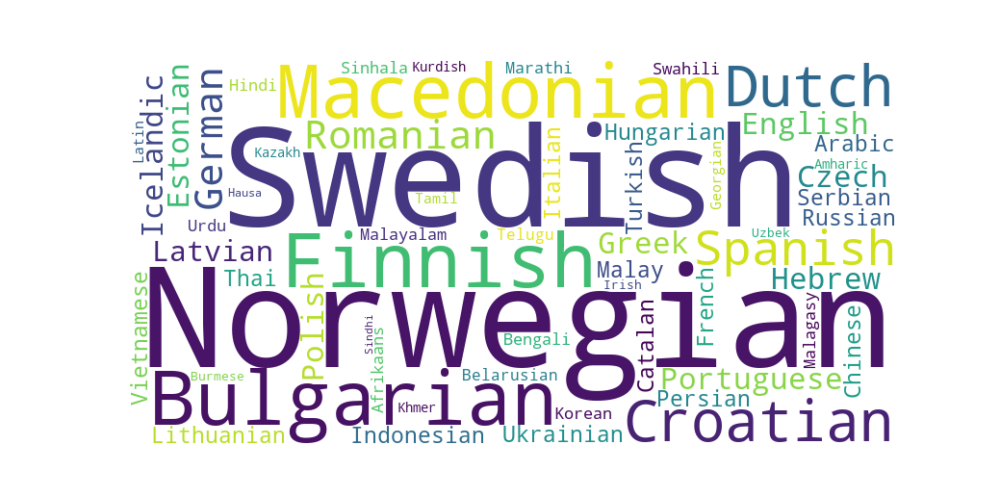 Sinhala
Kurdish
Marathi
Swahili
Macedonian
Dutch
Hindi
Icelandic
Estonian
German
Latin
Romanian
Hungarian
English
Arabic
Swedish
Kazakh
Italian
Turkish
Georgian
Amharic
Czech
Hausa
Tamil
Serbian
Russian
Urdu
Malayalam
Telugu
Uzbek
Latvian
Finnish
Greek
Spanish
Thai
Malay
Hebrew
Irish
Norwegian
Vietnamese
Polish
French
Malagasy
Chinese
Sindhi
Afrikaans
Bengali
Catalan
Burmese
Bulgarian
Belarusian
Portuguese
Persian
Khmer
Korean
Croatian
Lithuanian
Indonesian
Ukrainian